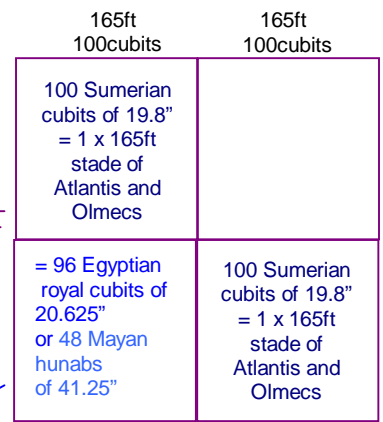 165ft 165ft
100cubits 100cubits
100 Sumerian
cubits of 19.8”
= 1 x 165ft
stade of
Atlantis and
Olmecs
= 96 Egyptian
royal cubits of
20.625”
or 48 Mayan
hunabs
of 41.25”
100 Sumerian
cubits of 19.8”
= 1 x 165ft
stade of
Atlantis and
Olmecs